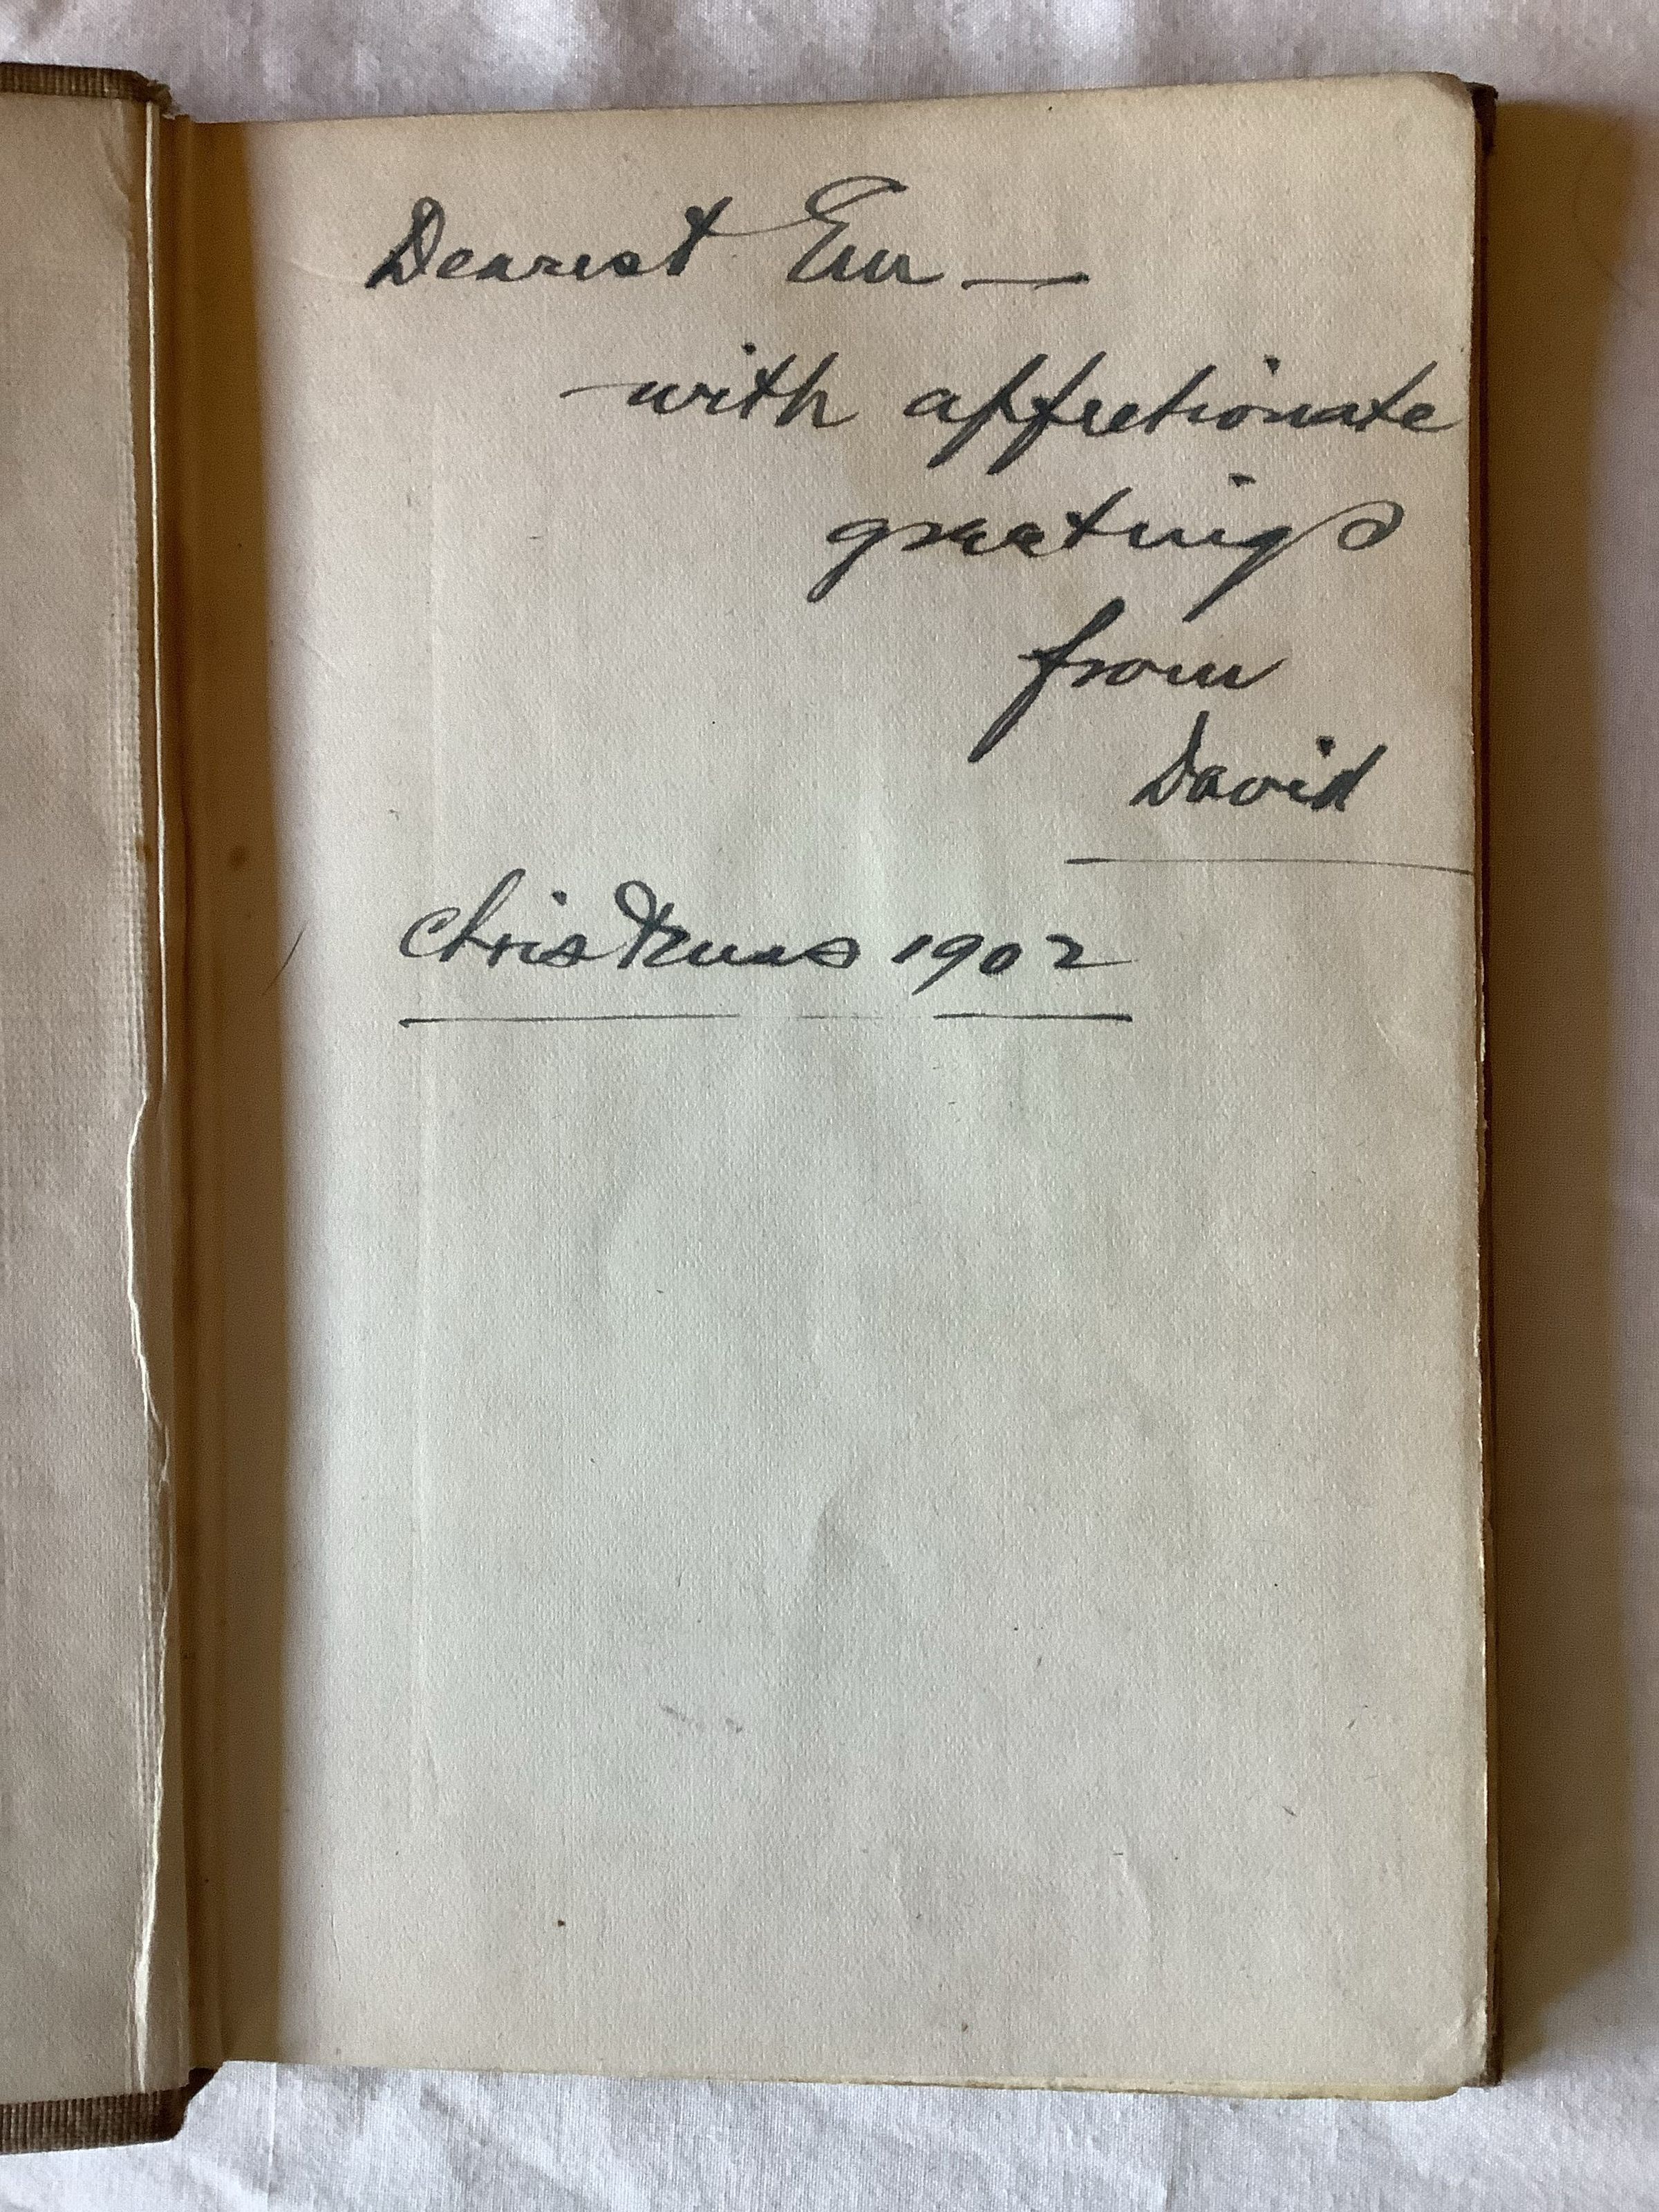 Dearest Em —
with affectionate
greetings
from
David
Christmas 1902